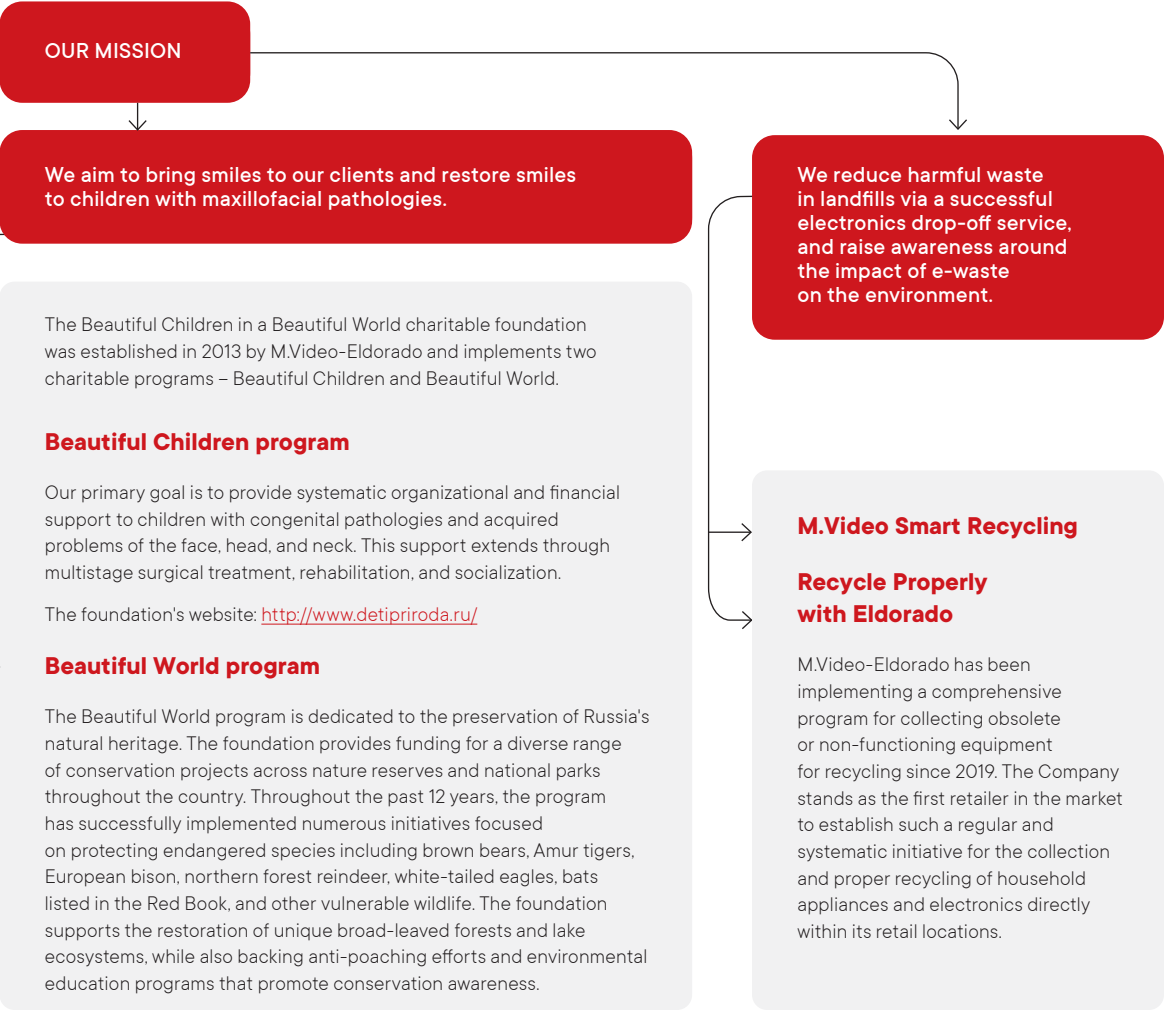 OUR MISSION
We aim to bring smiles to our clients and restore smiles
to children with maxillofacial pathologies.
The Beautiful Children in a Beautiful World charitable foundation
was established in 2013 by M.Video-Eldorado and implements two
charitable programs – Beautiful Children and Beautiful World.
Beautiful Children program
Our primary goal is to provide systematic organizational and financial
support to children with congenital pathologies and acquired
problems of the face, head, and neck. This support extends through
multistage surgical treatment, rehabilitation, and socialization.
The foundation's website: http://www.detipriroda.ru/
Beautiful World program
The Beautiful World program is dedicated to the preservation of Russia's
natural heritage. The foundation provides funding for a diverse range
of conservation projects across nature reserves and national parks
throughout the country. Throughout the past 12 years, the program
has successfully implemented numerous initiatives focused
on protecting endangered species including brown bears, Amur tigers,
European bison, northern forest reindeer, white-tailed eagles, bats
listed in the Red Book, and other vulnerable wildlife. The foundation
supports the restoration of unique broad-leaved forests and lake
ecosystems, while also backing anti-poaching efforts and environmental
education programs that promote conservation awareness.
We reduce harmful waste
in landfills via a successful
electronics drop-off service,
and raise awareness around
the impact of e-waste
on the environment.
M.Video Smart Recycling
Recycle Properly
with Eldorado
M.Video-Eldorado has been
implementing a comprehensive
program for collecting obsolete
or non-functioning equipment
for recycling since 2019. The Company
stands as the first retailer in the market
to establish such a regular and
systematic initiative for the collection
and proper recycling of household
appliances and electronics directly
within its retail locations.